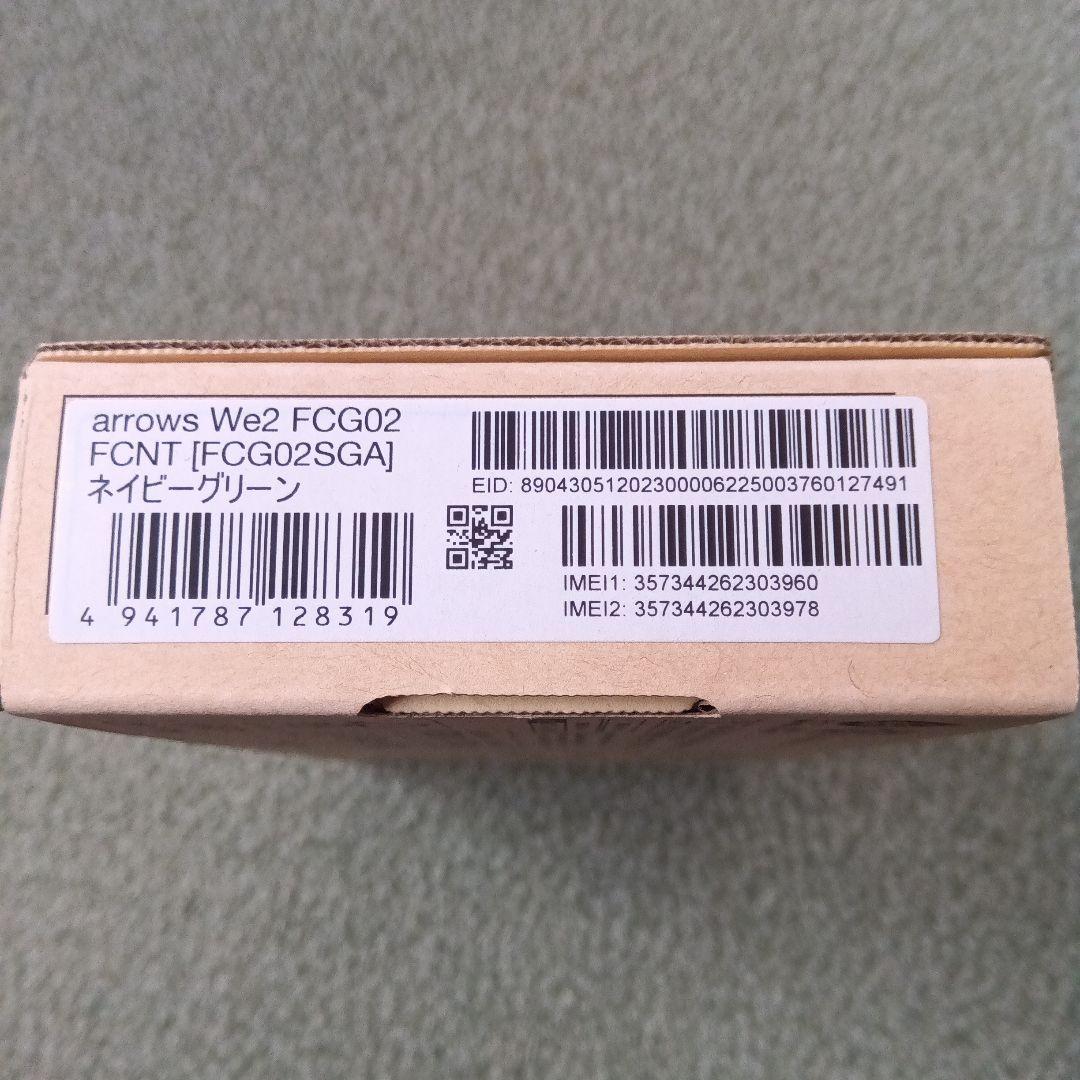 arrows We2 FCG02
FCNT [FCG02SGA]
ネイビーグリーン
4 941787 128319
EID: 89043051202300006225003760127491
IMEI1: 357344262303960
IMEI2: 357344262303978